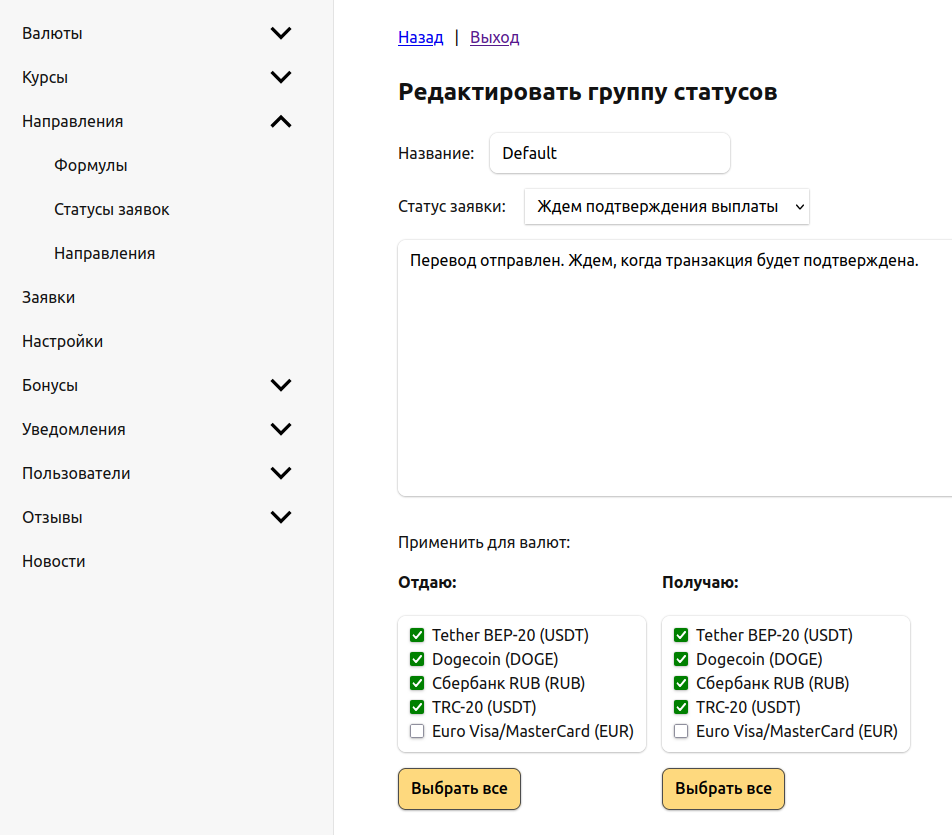 Валюты
Курсы
Направления
Формулы
Статусы заявок
Направления
Заявки
Настройки
Бонусы
Уведомления
Пользователи
Отзывы
Новости
Назад | Выход
Редактировать группу статусов
Название: Default
Статус заявки: Ждем подтверждения выплаты
Перевод отправлен. Ждем, когда транзакция будет подтверждена.
Применить для валют:
Отдаю:
Tether BEP-20 (USDT)
Dogecoin (DOGE)
Сбербанк RUB (RUB)
TRC-20 (USDT)
Euro Visa/MasterCard (EUR)
Выбрать все
Получаю:
Tether BEP-20 (USDT)
Dogecoin (DOGE)
Сбербанк RUB (RUB)
TRC-20 (USDT)
Euro Visa/MasterCard (EUR)
Выбрать все